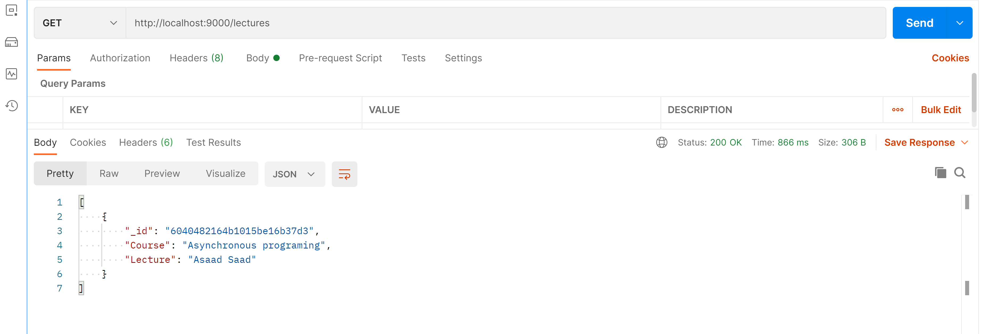 GET http://localhost:9000/lectures Send
Params Authorization Headers (8) Body Pre-request Script Tests Settings Cookies
Query Params
KEY VALUE DESCRIPTION Bulk Edit
Body Cookies Headers (6) Test Results Status: 200 OK Time: 866 ms Size: 306 B Save Response
Pretty Raw Preview Visualize JSON
1 [
2 {
3 "_id": "6040482164b1015be16b37d3",
4 "Course": "Asynchronous programing",
5 "Lecture": "Asaad Saad"
6 }
7 ]